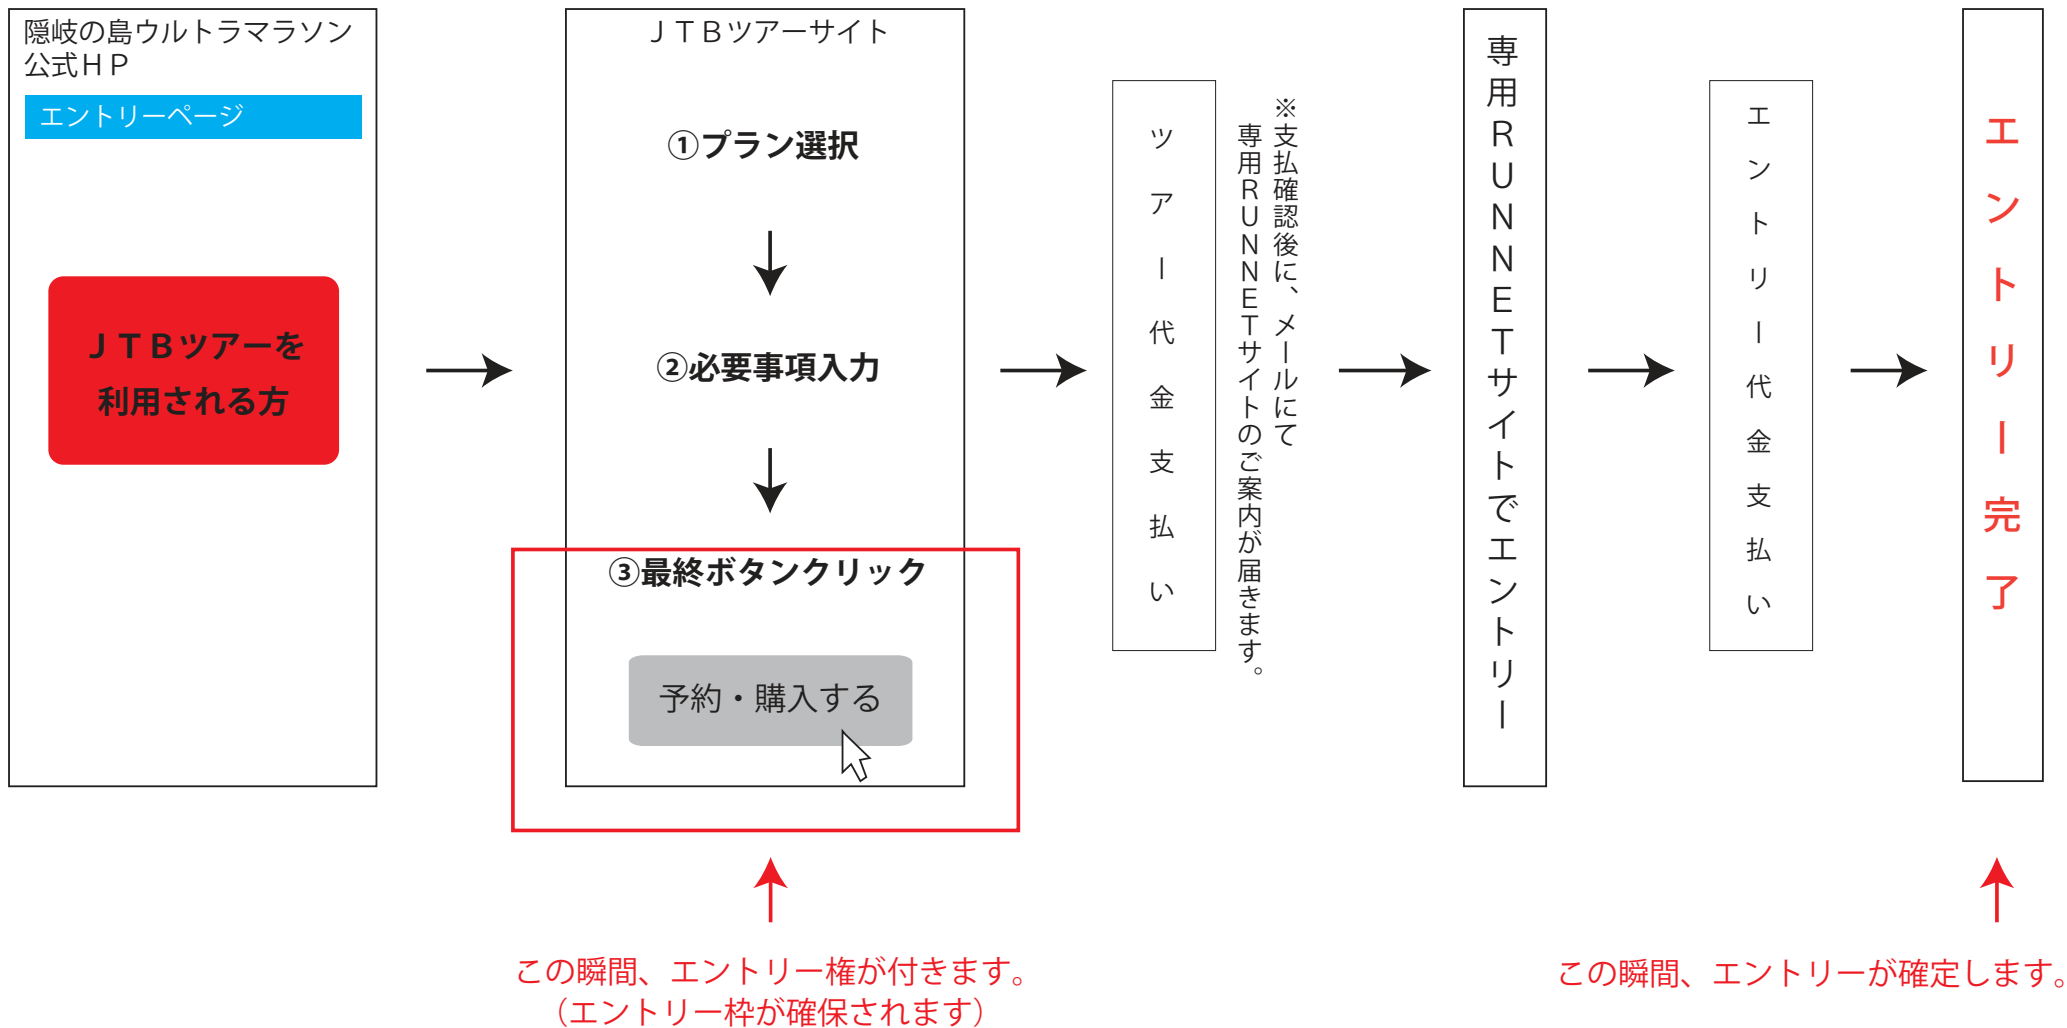 隠岐の島ウルトラマラソン
公式ＨＰ
エントリーページ
ＪＴＢツアーを
利用される方
ＪＴＢツアーサイト
①プラン選択
②必要事項入力
③最終ボタンクリック
予約・購入する
この瞬間、エントリー権が付きます。
（エントリー枠が確保されます）
ツアー代金支払い
※支払確認後に、メールにて
専用ＲＵＮＮＥＴサイトのご案内が届きます。
専用ＲＵＮＮＥＴサイトでエントリー
エントリー代金支払い
エントリー完了
この瞬間、エントリーが確定します。